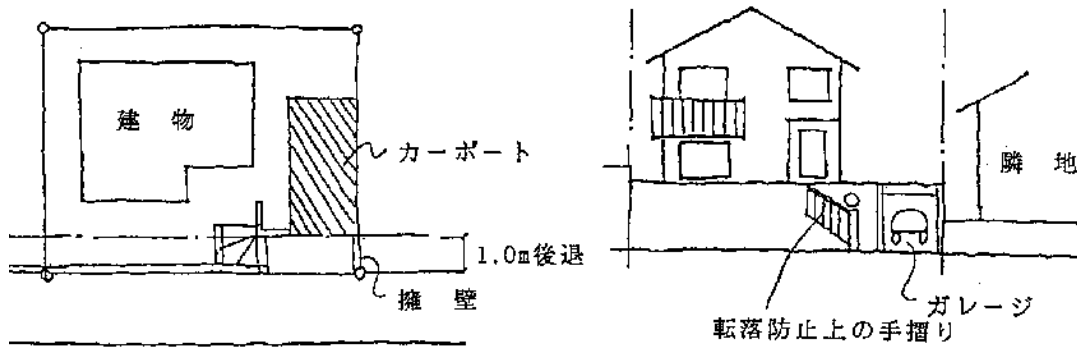 建物
カーポート
1.0m後退
擁壁
隣地
ガレージ
転落防止上の手摺り